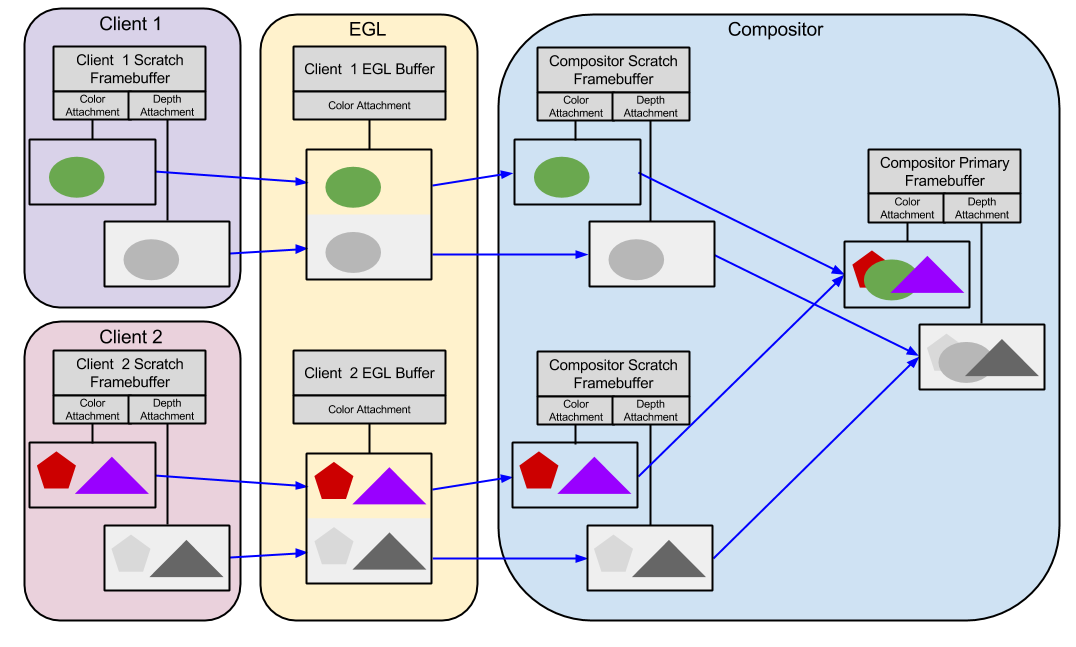 Client 1
Client 1 Scratch
Framebuffer
Color
Attachment
Depth
Attachment
EGL
Client 1 EGL Buffer
Color Attachment
Compositor
Compositor Scratch
Framebuffer
Color
Attachment
Depth
Attachment
Compositor Primary
Framebuffer
Color
Attachment
Depth
Attachment
Client 2
Client 2 Scratch
Framebuffer
Color
Attachment
Depth
Attachment
Client 2 EGL Buffer
Color Attachment
Compositor Scratch
Framebuffer
Color
Attachment
Depth
Attachment